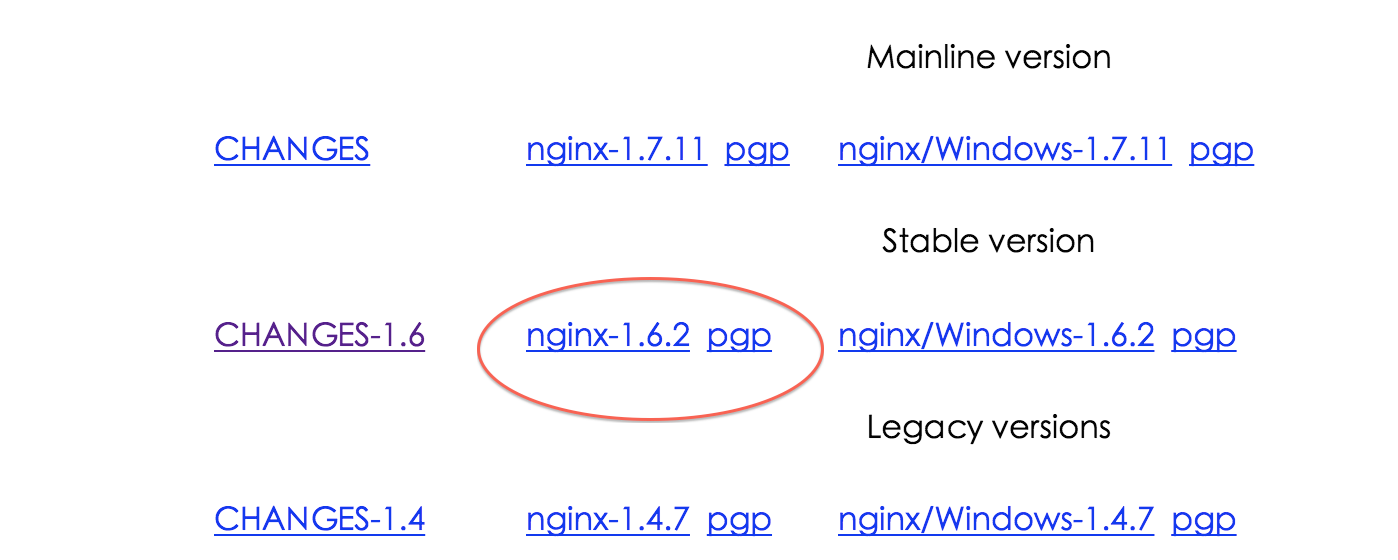 Mainline version
CHANGES nginx-1.7.11 pgp nginx/Windows-1.7.11 pgp
Stable version
CHANGES-1.6 nginx-1.6.2 pgp nginx/Windows-1.6.2 pgp
Legacy versions
CHANGES-1.4 nginx-1.4.7 pgp nginx/Windows-1.4.7 pgp